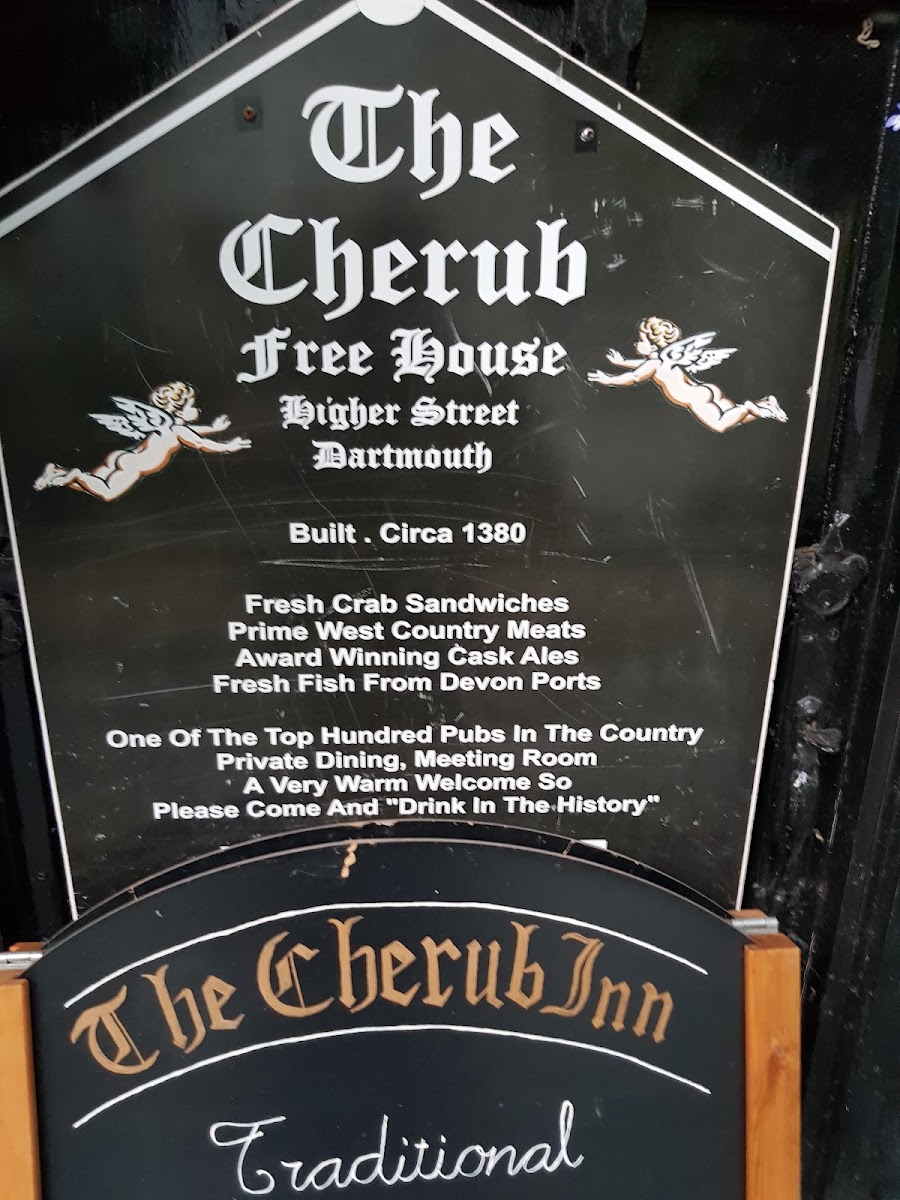 The
Cherub
Free House
Higher Street
Dartmouth
Built . Circa 1380
Fresh Crab Sandwiches
Prime West Country Meats
Award Winning Cask Ales
Fresh Fish From Devon Ports
One Of The Top Hundred Pubs In The Country
Private Dining, Meeting Room
A Very Warm Welcome So
Please Come And "Drink In The History"
The Cherub Inn
Traditional